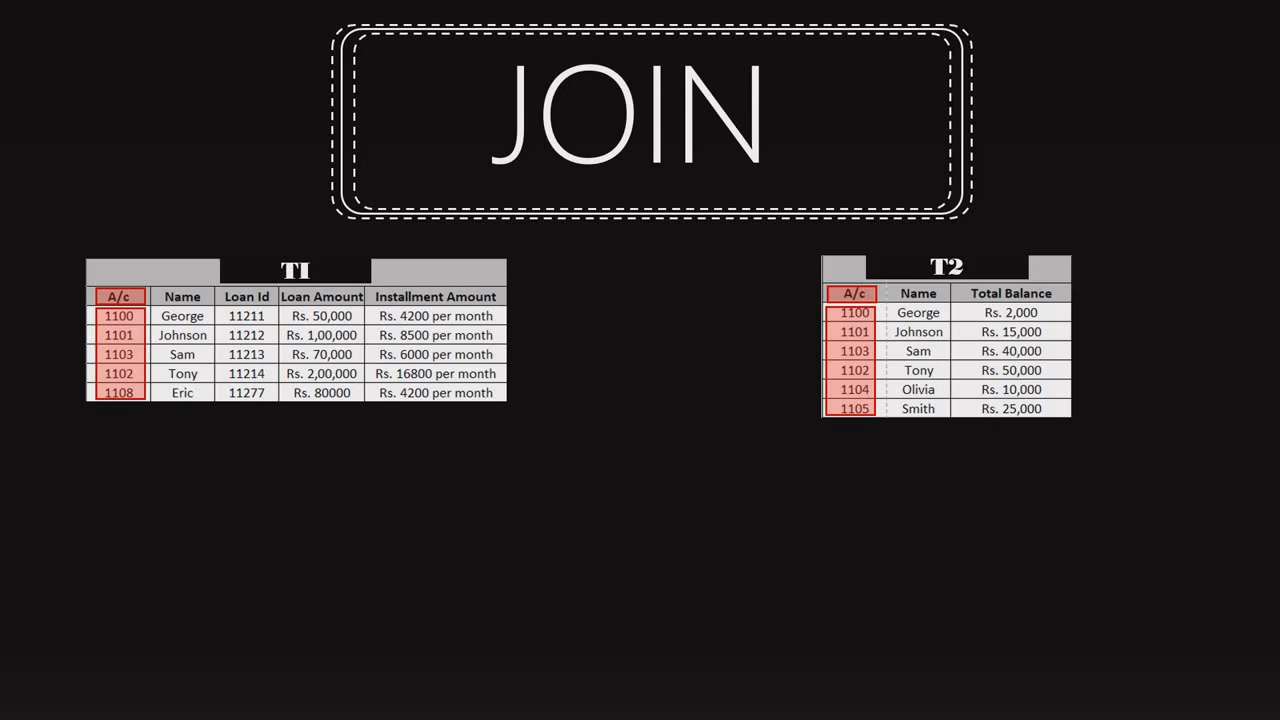 JOIN
T1
A/c Name Loan Id Loan Amount Installment Amount
1100 George 11211 Rs. 50,000 Rs. 4200 per month
1101 Johnson 11212 Rs. 1,00,000 Rs. 8500 per month
1103 Sam 11213 Rs. 70,000 Rs. 6000 per month
1102 Tony 11214 Rs. 2,00,000 Rs. 16800 per month
1108 Eric 11277 Rs. 80000 Rs. 4200 per month
T2
A/c Name Total Balance
1100 George Rs. 2,000
1101 Johnson Rs. 15,000
1103 Sam Rs. 40,000
1102 Tony Rs. 50,000
1104 Olivia Rs. 10,000
1105 Smith Rs. 25,000